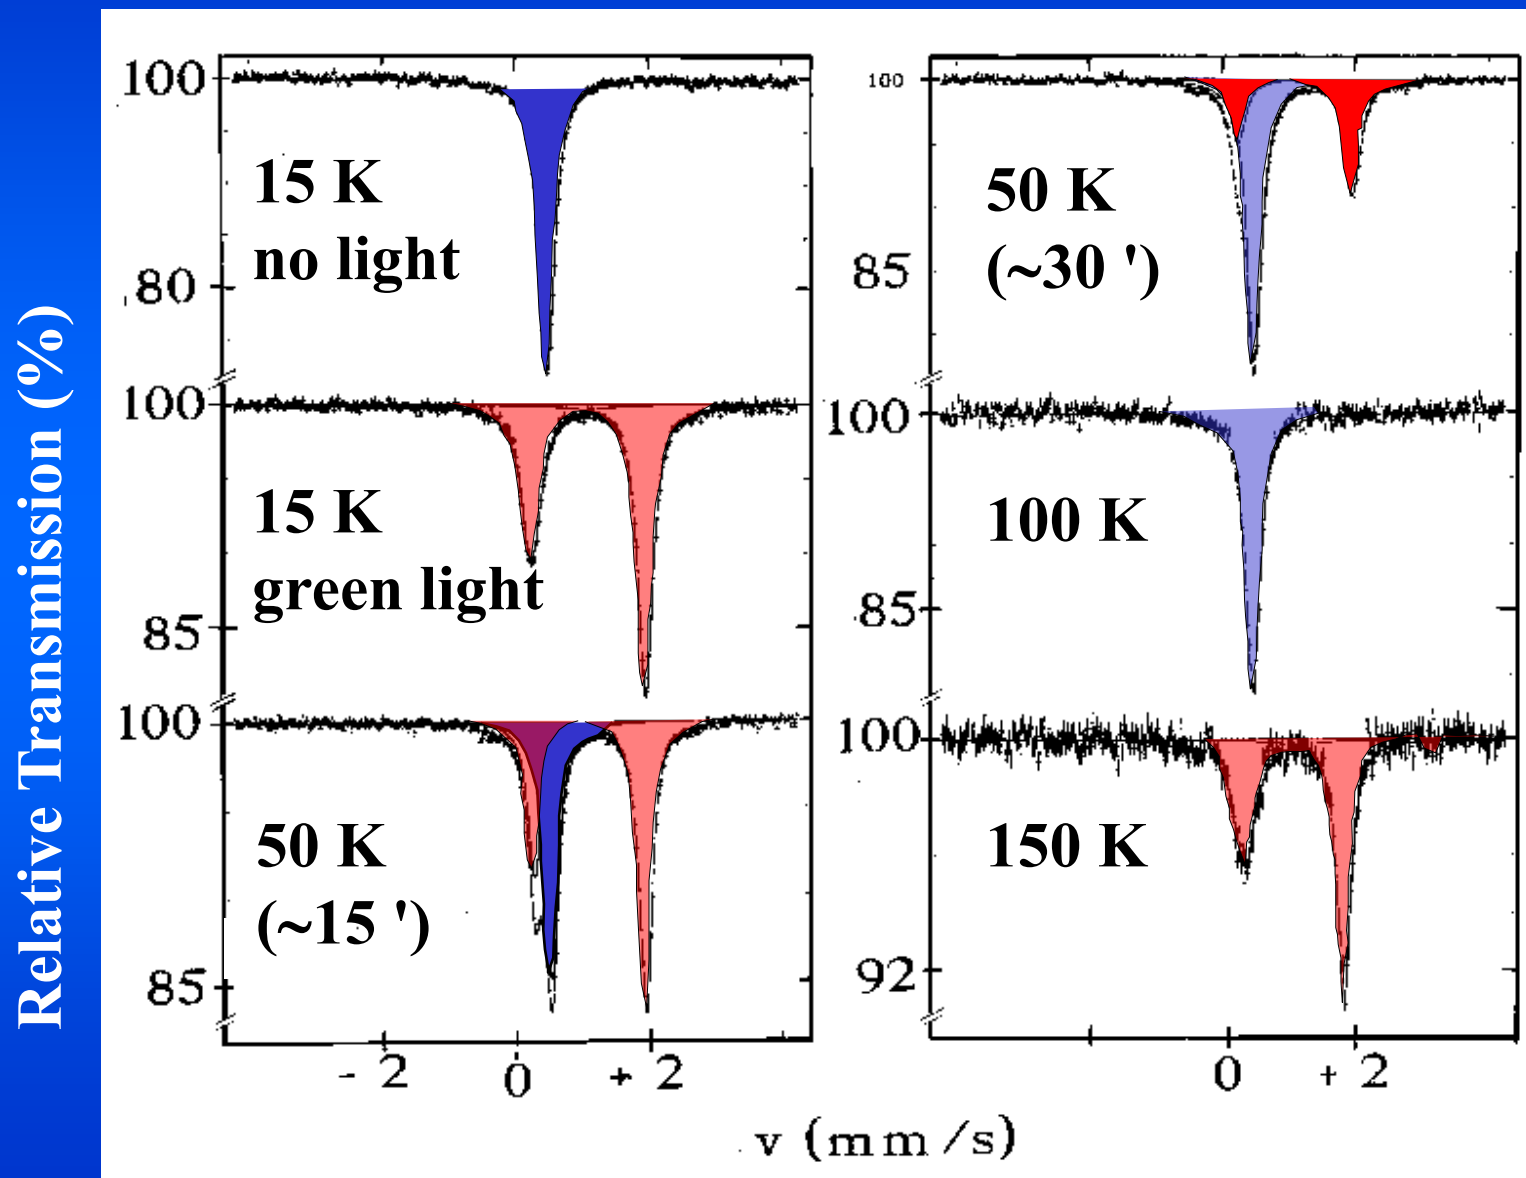 Relative Transmission (%)
100
15 K
no light
80
100
15 K
green light
85
100
50 K
(~15 ')
85
- 2 0 + 2
100
50 K
(~30 ')
85
100
100 K
85
100
150 K
92
0 + 2
v (mm/s)